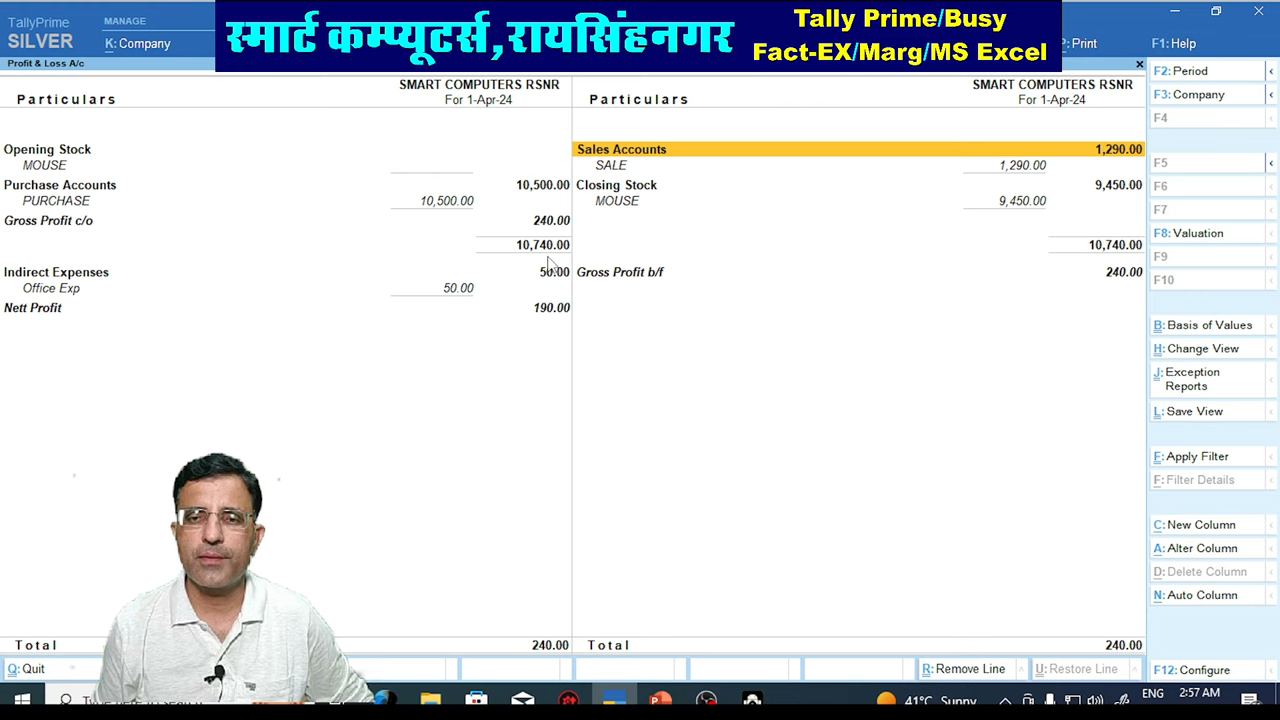 TallyPrime
SILVER
MANAGE
K: Company
स्मार्ट कम्प्यूटर्स,रायसिंहनगर
Tally Prime/Busy
Fact-EX/Marg/MS Excel
: Print
F1: Help
Profit & Loss A/c
Particulars
SMART COMPUTERS RSNR
For 1-Apr-24
Opening Stock
MOUSE
Purchase Accounts 10,500.00
PURCHASE 10,500.00
Gross Profit c/o 240.00
10,740.00
Indirect Expenses 50.00
Office Exp 50.00
Nett Profit 190.00
Total 240.00
Particulars
SMART COMPUTERS RSNR
For 1-Apr-24
Sales Accounts 1,290.00
SALE 1,290.00
Closing Stock 9,450.00
MOUSE 9,450.00
10,740.00
Gross Profit b/f 240.00
Total 240.00
F2: Period
F3: Company
F4
F5
F6
F7
F8: Valuation
F9
F10
B: Basis of Values
H: Change View
J: Exception
Reports
L: Save View
F: Apply Filter
F: Filter Details
C: New Column
A: Alter Column
D: Delete Column
N: Auto Column
F12: Configure
Q: Quit
R: Remove Line
U: Restore Line
Type here to search
41°C Sunny
ENG
2:57 AM